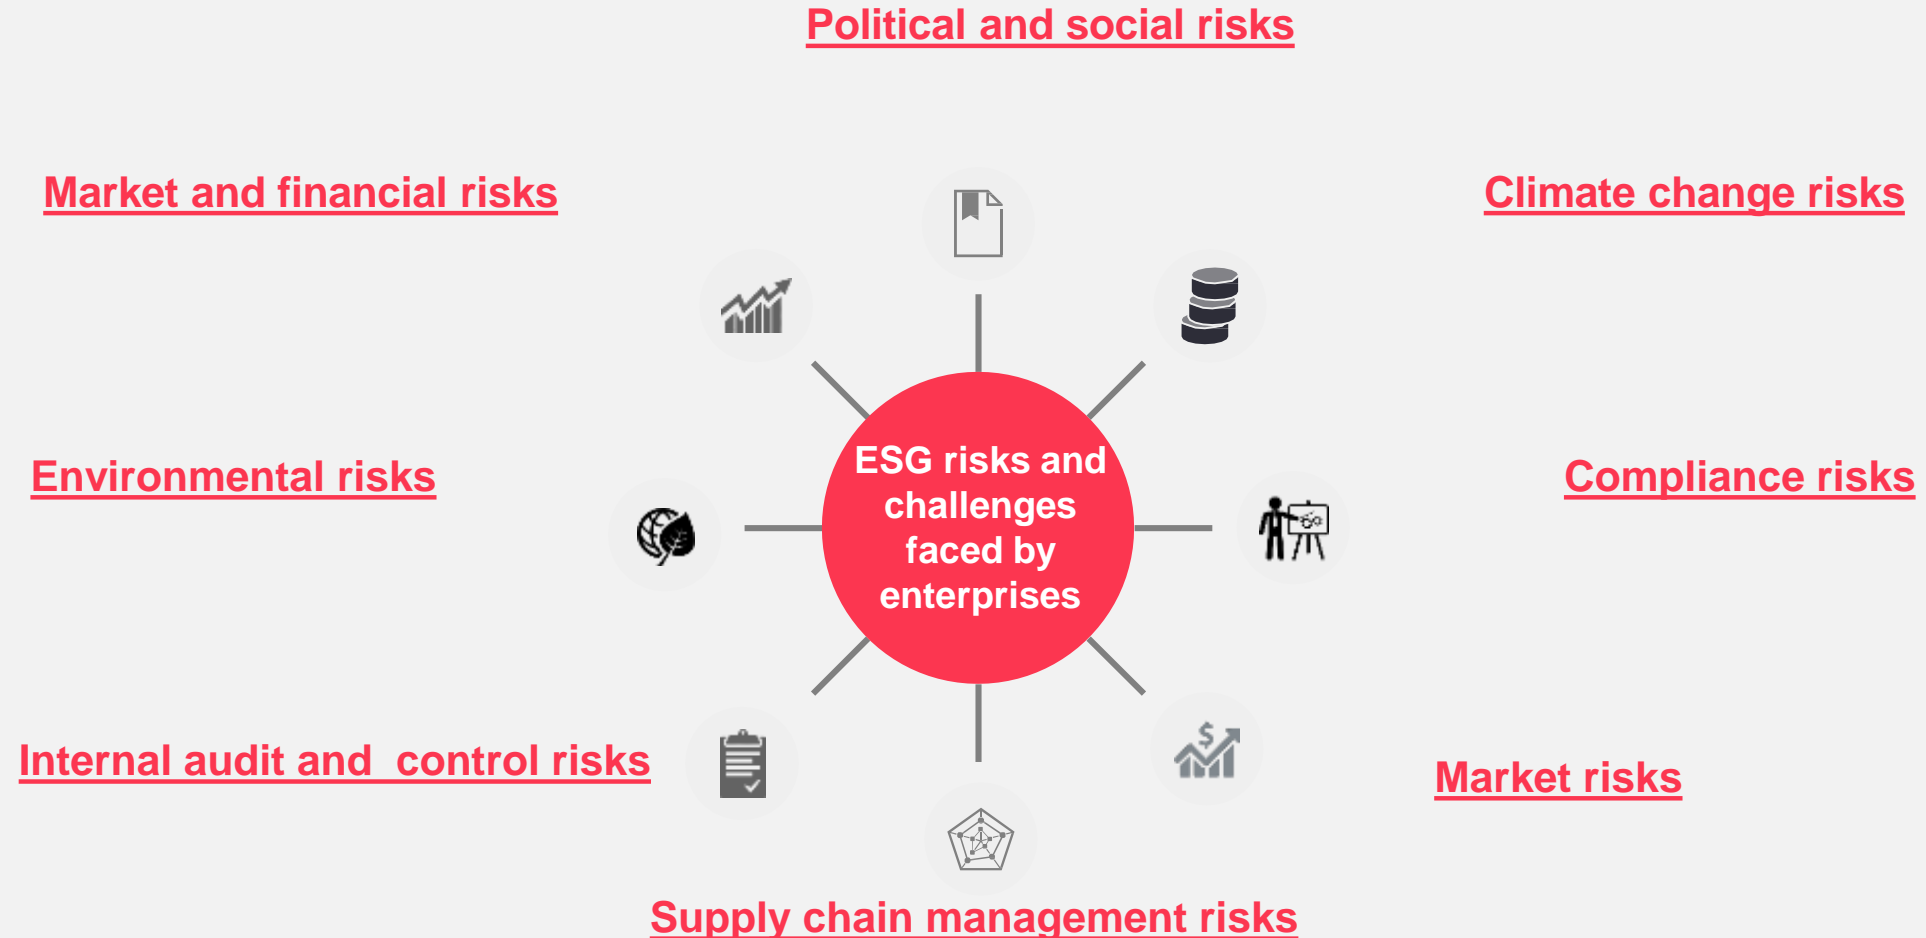 Political and social risks
Market and financial risks
Climate change risks
ESG risks and
challenges
faced by
enterprises
Environmental risks
Compliance risks
Internal audit and  control risks
Market risks
$
Supply chain management risks